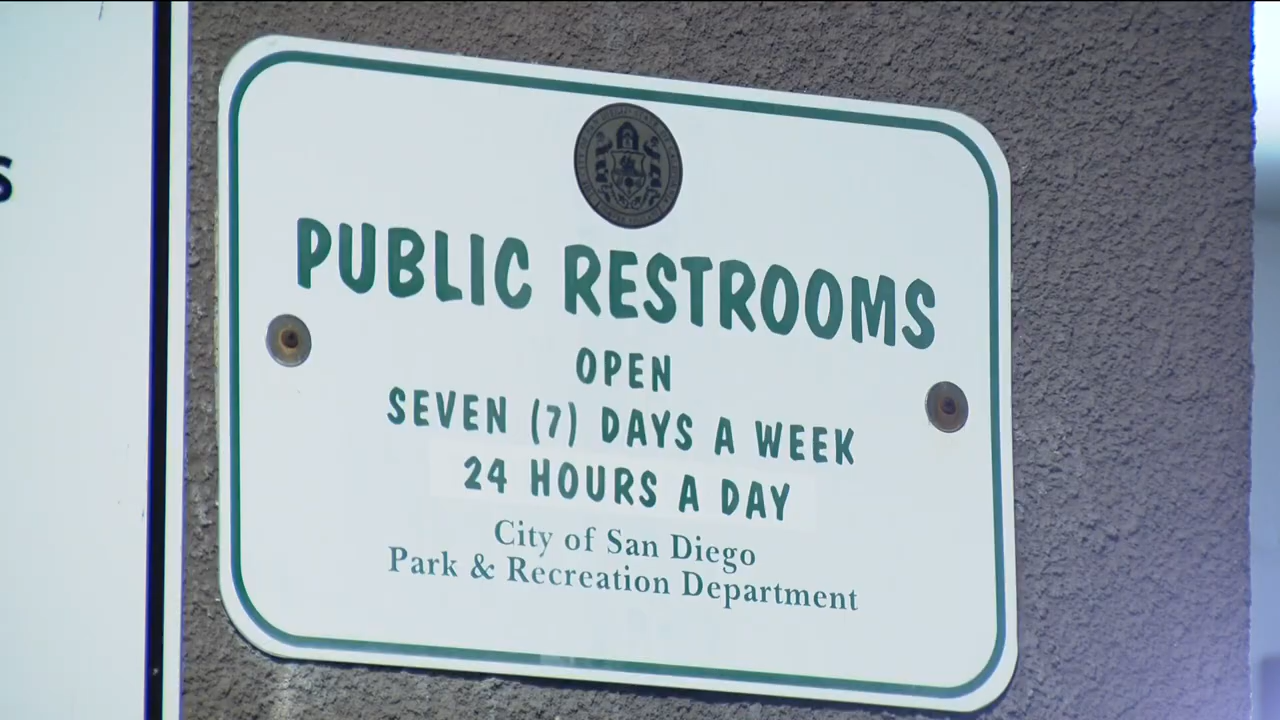 PUBLIC RESTROOMS
OPEN
SEVEN (7) DAYS A WEEK
24 HOURS A DAY
City of San Diego
Park & Recreation Department